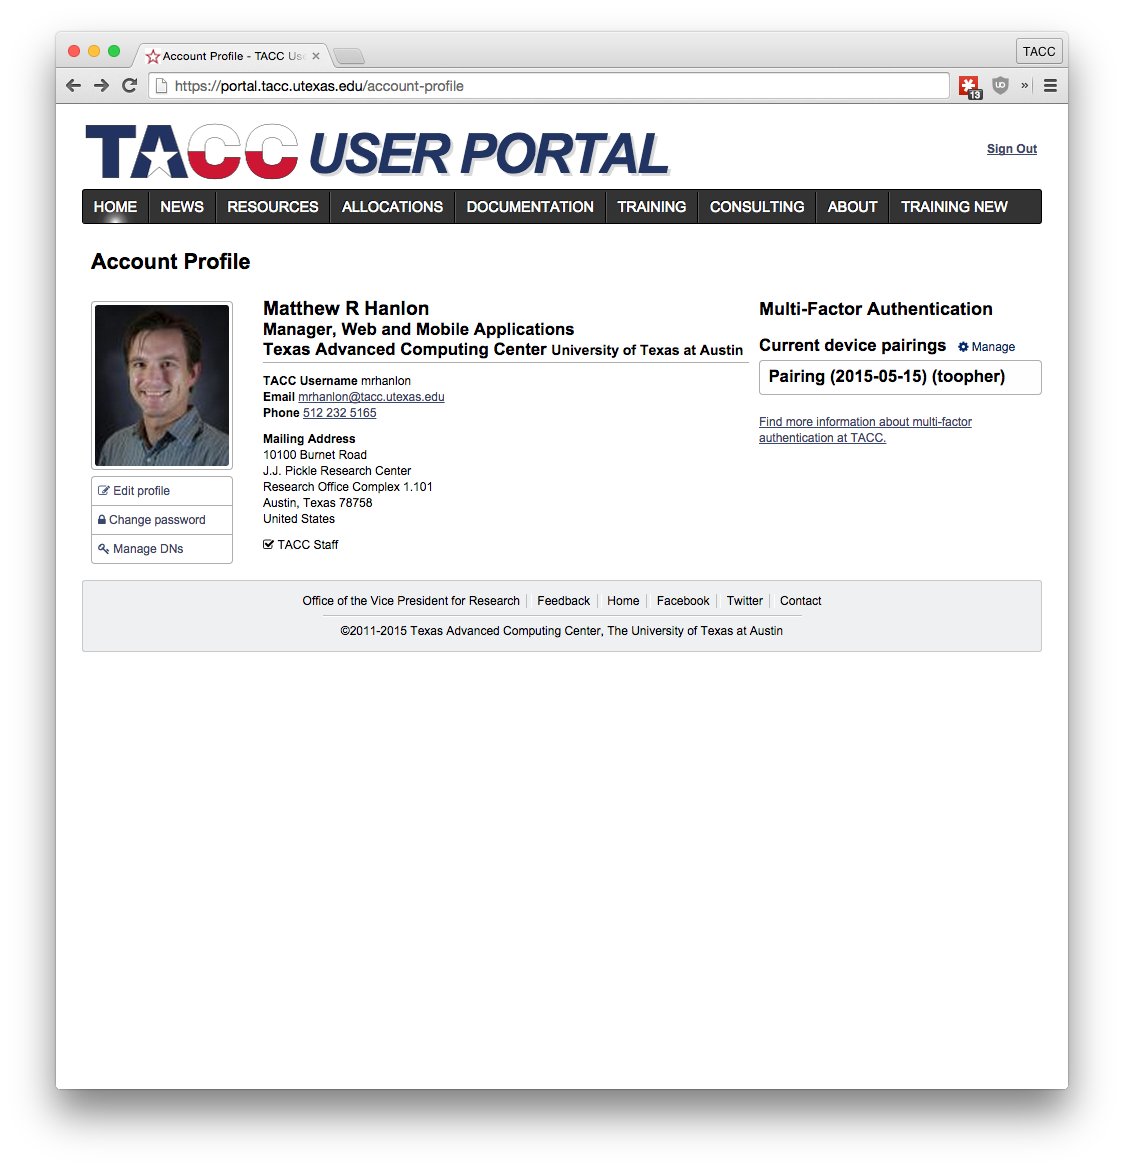 Account Profile - TACC Us
TACC
https://portal.tacc.utexas.edu/account-profile
13
UD
»
TACC USER PORTAL
Sign Out
HOME NEWS RESOURCES ALLOCATIONS DOCUMENTATION TRAINING CONSULTING ABOUT TRAINING NEW
Account Profile
Matthew R Hanlon
Manager, Web and Mobile Applications
Texas Advanced Computing Center University of Texas at Austin
TACC Username mrhanlon
Email mrhanlon@tacc.utexas.edu
Phone 512 232 5165
Mailing Address
10100 Burnet Road
J.J. Pickle Research Center
Research Office Complex 1.101
Austin, Texas 78758
United States
TACC Staff
Edit profile
Change password
Manage DNs
Multi-Factor Authentication
Current device pairings Manage
Pairing (2015-05-15) (toopher)
Find more information about multi-factor
authentication at TACC.
Office of the Vice President for Research Feedback Home Facebook Twitter Contact
©2011-2015 Texas Advanced Computing Center, The University of Texas at Austin